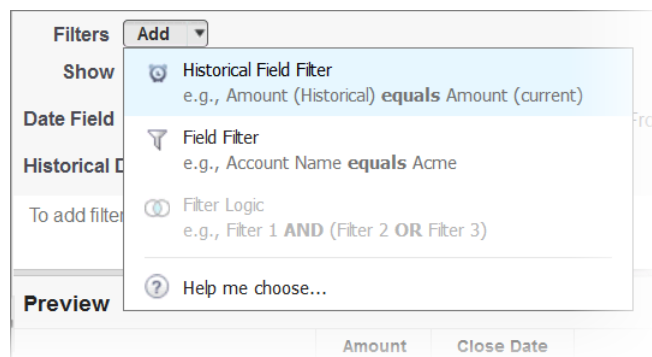 Filters Add
Show
Historical Field Filter
e.g., Amount (Historical) equals Amount (current)
Date Field
Field Filter
e.g., Account Name equals Acme
Historical D
To add filter
Filter Logic
e.g., Filter 1 AND (Filter 2 OR Filter 3)
? Help me choose...
Preview
Amount Close Date